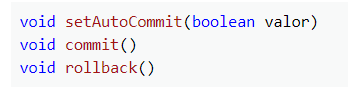 void setAutoCommit(boolean valor)
void commit()
void rollback()